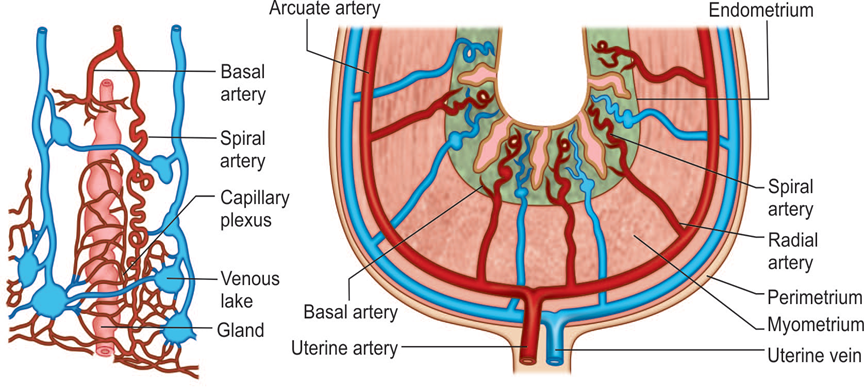 Basal
artery
Spiral
artery
Capillary
plexus
Venous
lake
Gland
Arcuate artery
Endometrium
Spiral
artery
Radial
artery
Perimetrium
Myometrium
Uterine vein
Basal artery
Uterine artery